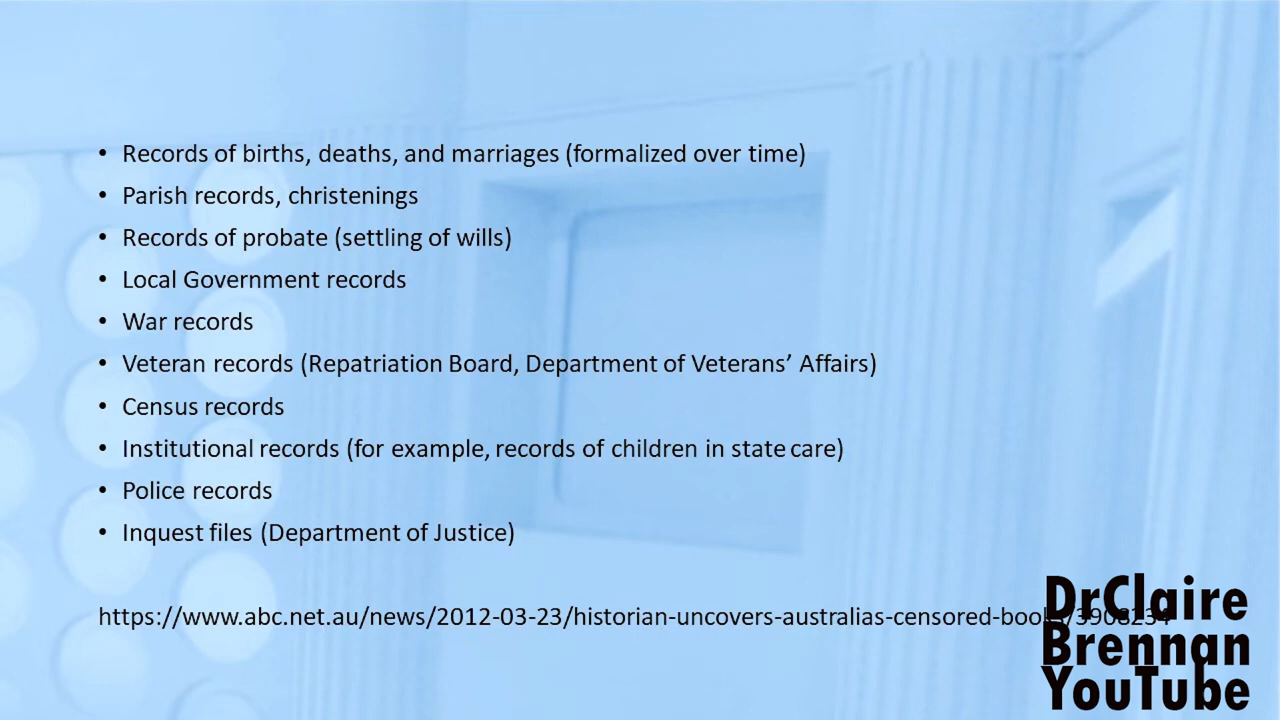 • Records of births, deaths, and marriages (formalized over time)
• Parish records, christenings
• Records of probate (settling of wills)
• Local Government records
• War records
• Veteran records (Repatriation Board, Department of Veterans’ Affairs)
• Census records
• Institutional records (for example, records of children in state care)
• Police records
• Inquest files (Department of Justice)
https://www.abc.net.au/news/2012-03-23/historian-uncovers-australias-censored-books/3908234
DrClaire
Brennan
YouTube